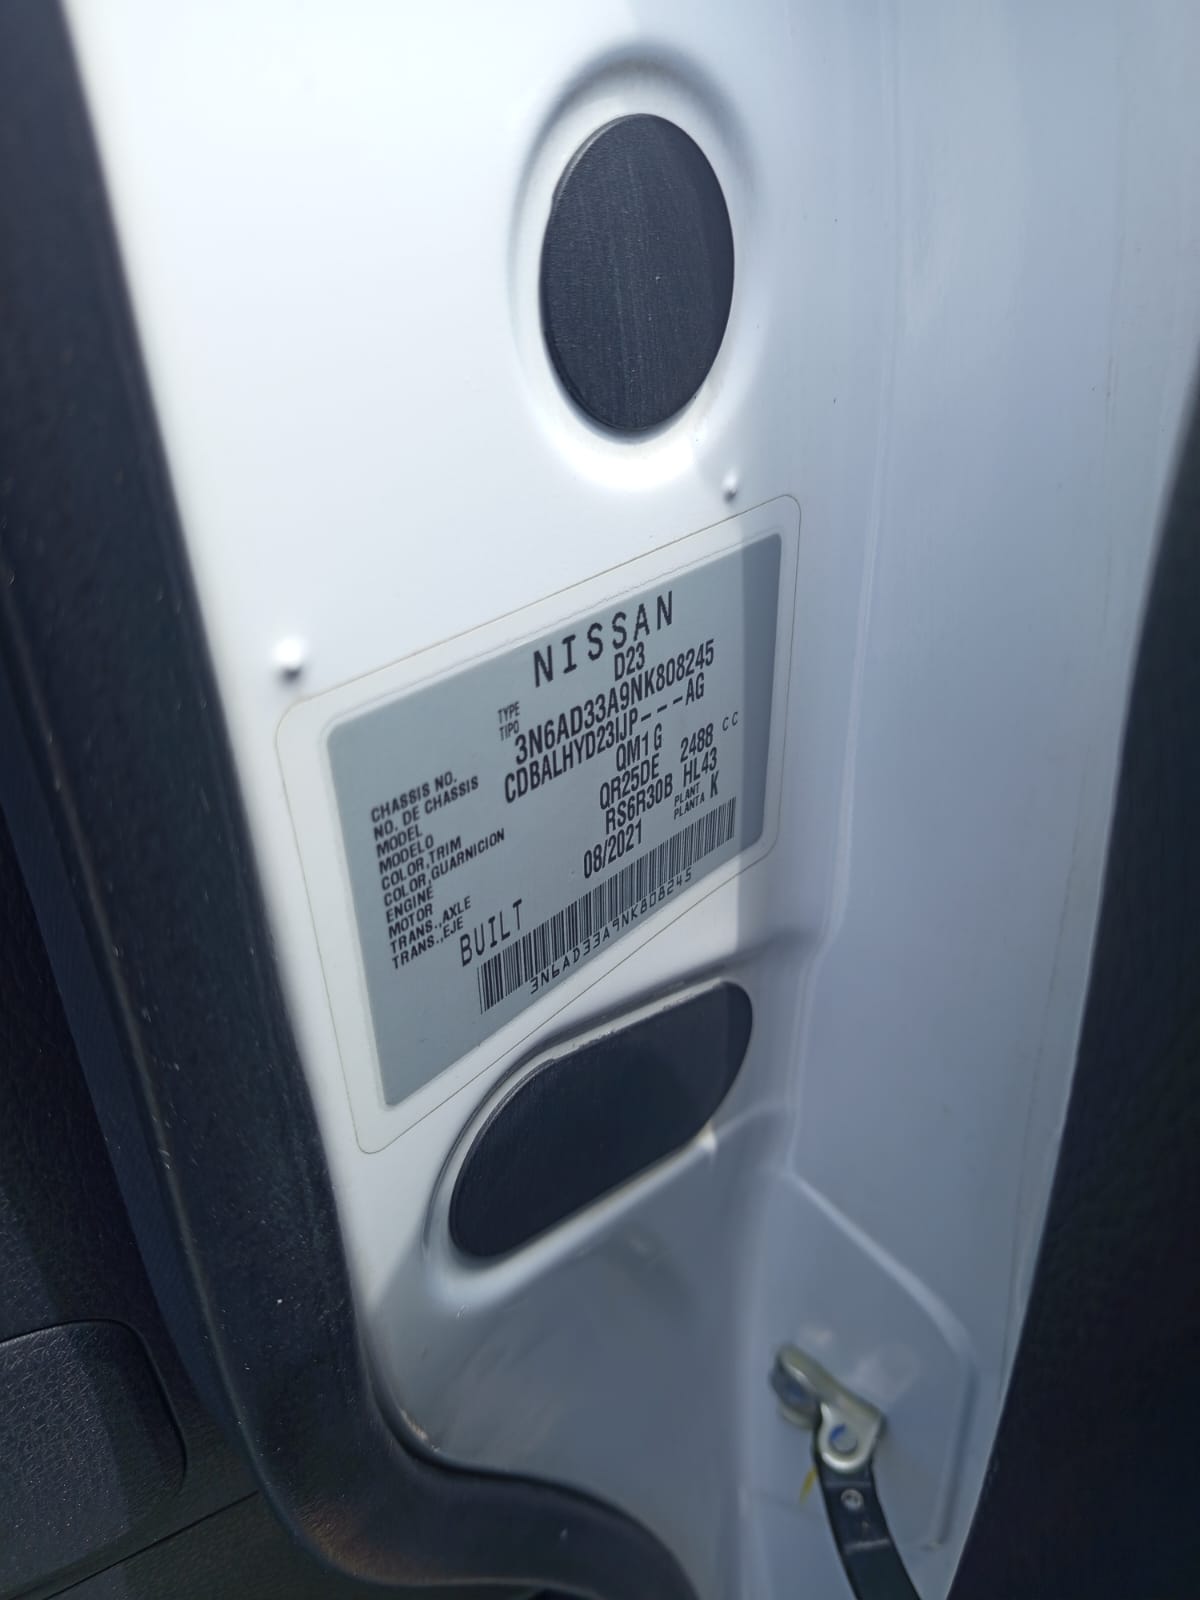 NISSAN
TYPE
TIPO D23
CHASSIS NO.
NO. DE CHASSIS 3N6AD33A9NK808245
MODEL
MODELO CDBALHYD23IJP---AG
COLOR,TRIM
COLOR,GUARNICION QM1 G
ENGINE
MOTOR QR25DE 2488 CC
TRANS.,AXLE
TRANS.,EJE RS6R30B HL43
BUILT 08/2021 PLANT
PLANTA K
3N6AD33A9NK808245